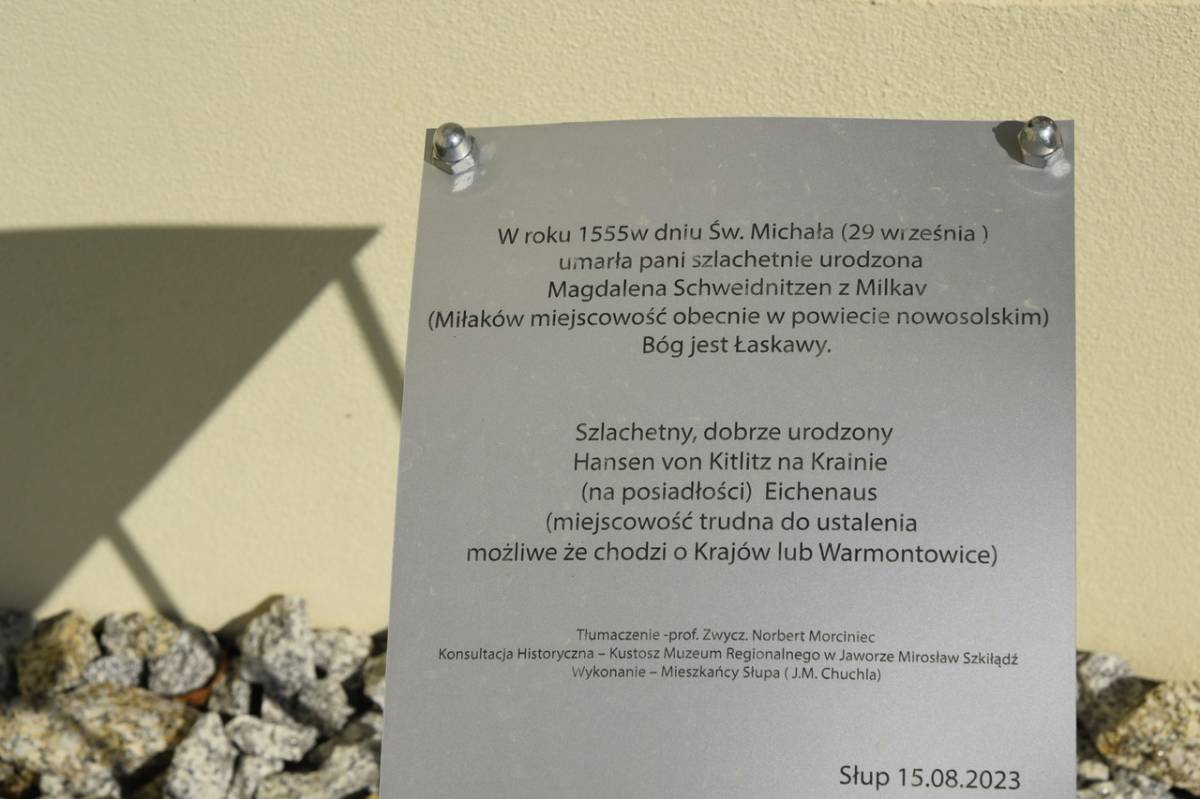 W roku 1555w dniu Św. Michała (29 września )
umarła pani szlachetnie urodzona
Magdalena Schweidnitzen z Milkav
(Miłaków miejscowość obecnie w powiecie nowosolskim)
Bóg jest Łaskawy.
Szlachetny, dobrze urodzony
Hansen von Kitlitz na Krainie
(na posiadłości) Eichenaus
(miejscowość trudna do ustalenia
możliwe że chodzi o Krajów lub Warmontowice)
Tłumaczenie -prof. Zwycz. Norbert Morciniec
Konsultacja Historyczna – Kustosz Muzeum Regionalnego w Jaworze Mirosław Szkiłądź
Wykonanie – Mieszkańcy Słupa ( J.M. Chuchla)
Słup 15.08.2023